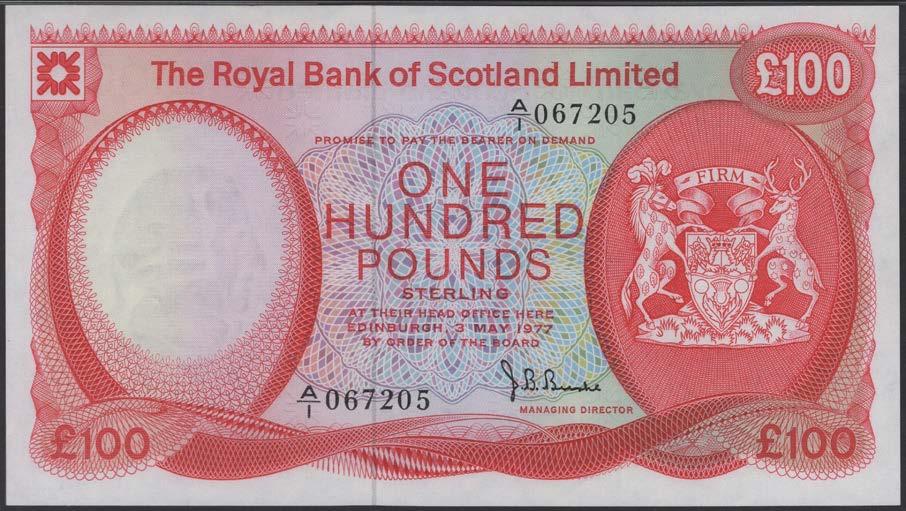 The Royal Bank of Scotland Limited
£100
A/1 067205
PROMISE TO PAY THE BEARER ON DEMAND
ONE
HUNDRED
POUNDS
STERLING
AT THEIR HEAD OFFICE HERE
EDINBURGH, 3 MAY 1977
BY ORDER OF THE BOARD
FIRM
A/1 067205
J. B. Burke
MANAGING DIRECTOR
£100
£100